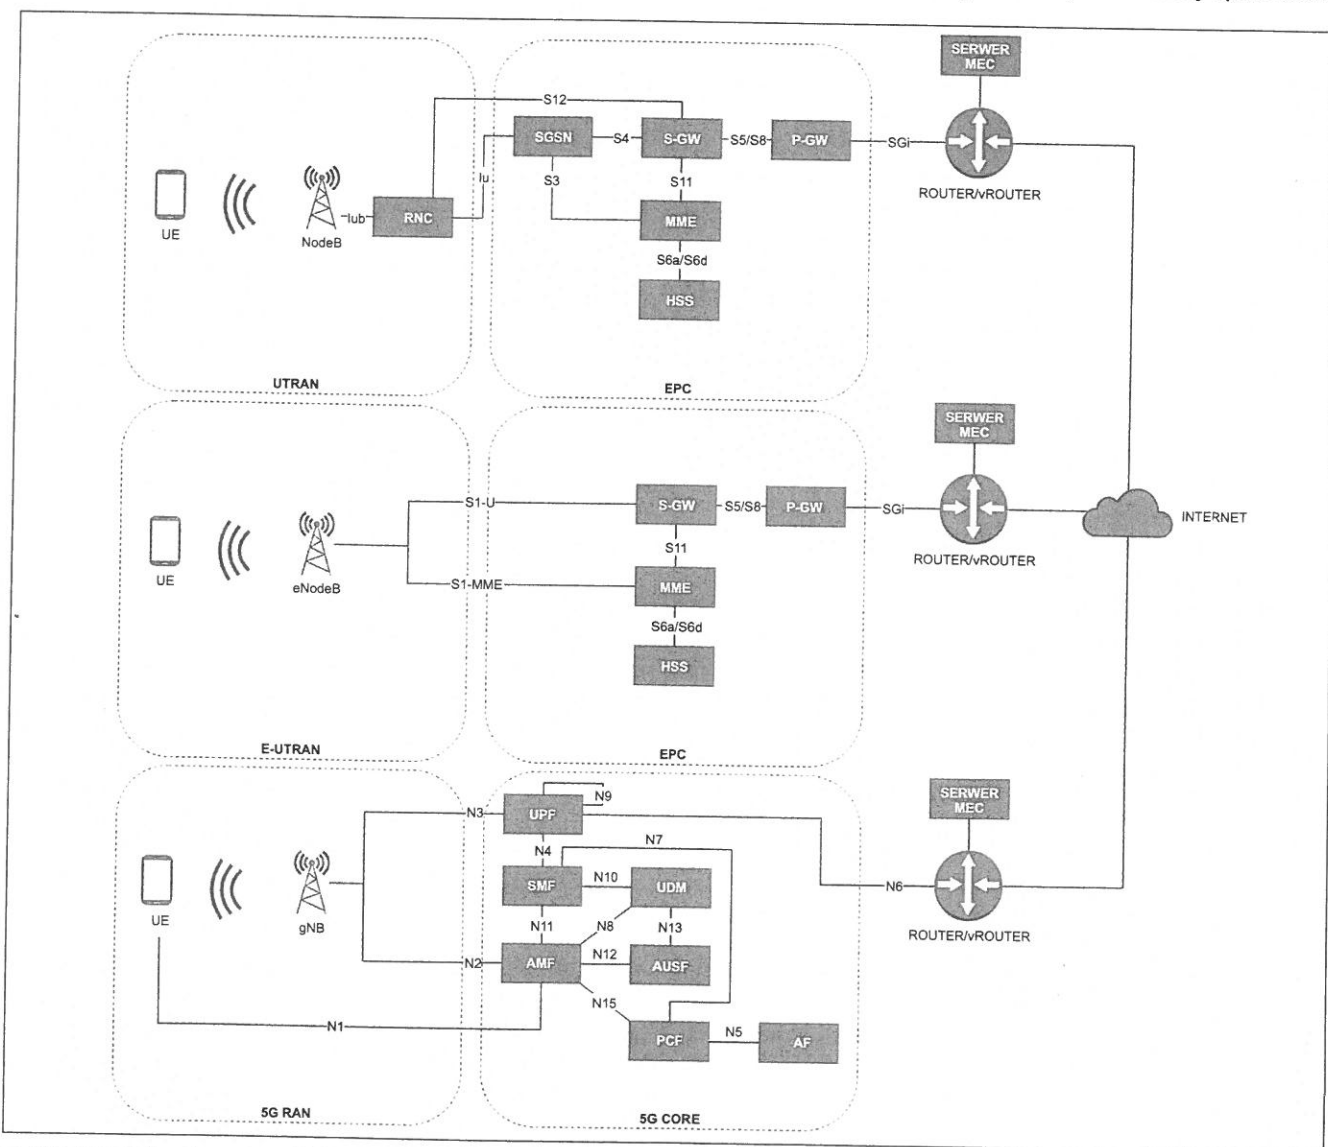 SERWER
MEC
S12
SGSN
S4
S-GW
S5/S8
P-GW
SGi
Iu
S3
S11
ROUTER/vROUTER
UE
NodeB
Iub
RNC
MME
S6a/S6d
HSS
UTRAN
EPC
SERWER
MEC
S1-U
S-GW
S5/S8
P-GW
SGi
INTERNET
UE
eNodeB
S11
ROUTER/vROUTER
S1-MME
MME
S6a/S6d
HSS
E-UTRAN
EPC
SERWER
MEC
N9
N3
UPF
N4
N7
SMF
N10
UDM
N6
UE
gNB
N11
N8
N13
ROUTER/vROUTER
N2
AMF
N12
AUSF
N15
N1
PCF
N5
AF
5G RAN
5G CORE